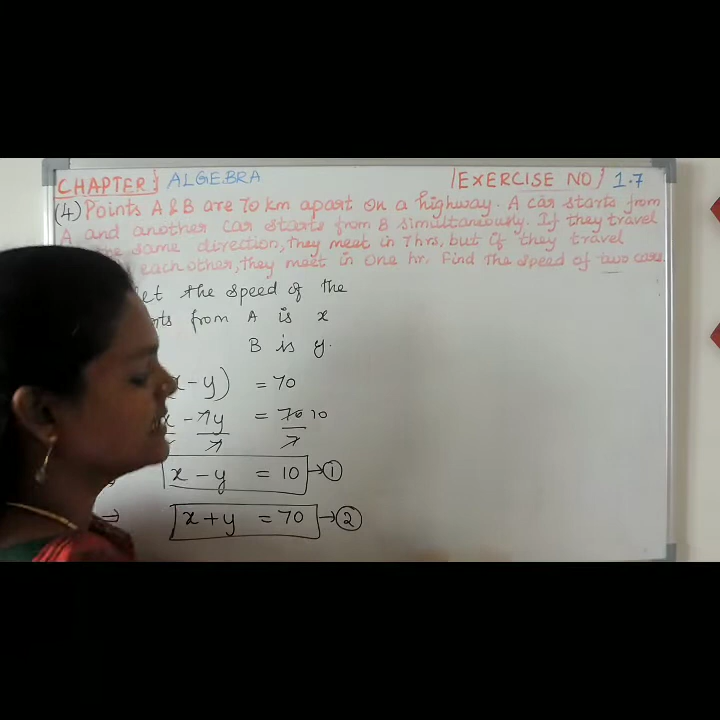 CHAPTER: ALGEBRA /EXERCISE NO/ 1.7
(4) Points A & B are 70 km apart on a highway. A car starts from
A and another car starts from B simultaneously. If they travel
the same direction, they meet in 7hrs, but if they travel
each other, they meet in One hr. Find The Speed of two cars.
let the speed of the
from A is x
B is y.
x - y) = 70
x - 7y = 70 10
7 7
x - y = 10 → ①
⇒ x + y = 70 → ②